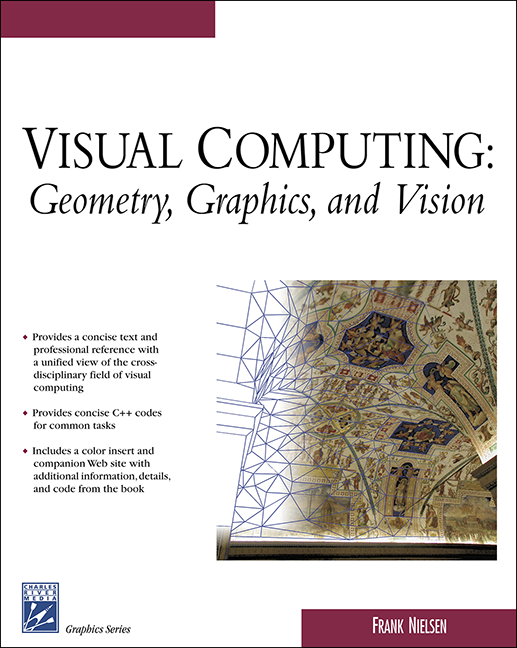 VISUAL COMPUTING:
Geometry, Graphics, and Vision
Provides a concise text and
professional reference with
a unified view of the cross-
disciplinary field of visual
computing
Provides concise C++ codes
for common tasks
Includes a color insert and
companion Web site with
additional information, details,
and code from the book
CHARLES
RIVER
MEDIA
Graphics Series
FRANK NIELSEN